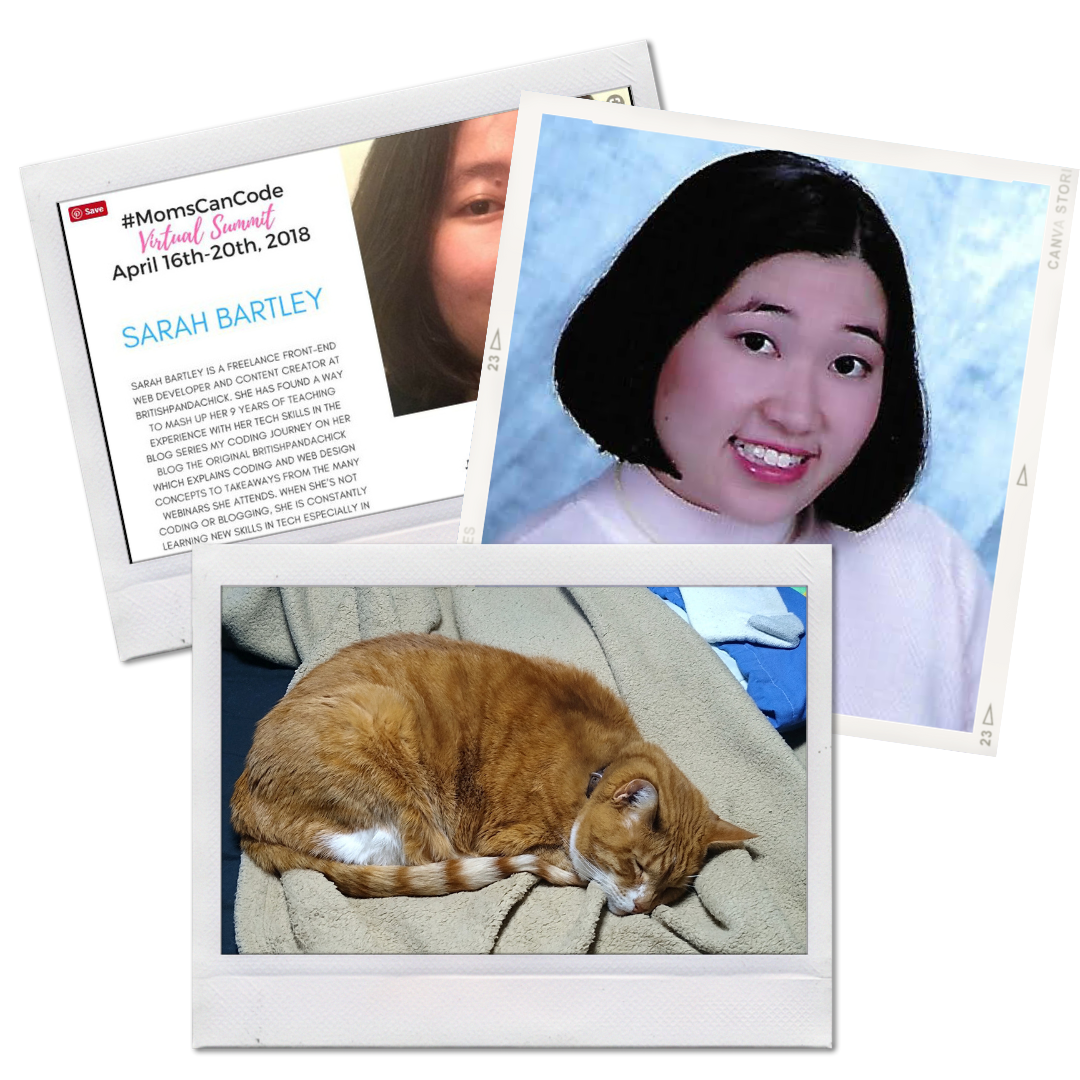 Save
#MomsCanCode
Virtual Summit
April 16th-20th, 2018
SARAH BARTLEY
SARAH BARTLEY IS A FREELANCE FRONT-END
WEB DEVELOPER AND CONTENT CREATOR AT
BRITISHPANDACHICK. SHE HAS FOUND A WAY
TO MASH UP HER 9 YEARS OF TEACHING
EXPERIENCE WITH HER TECH SKILLS IN THE
BLOG SERIES MY CODING JOURNEY ON HER
BLOG THE ORIGINAL BRITISHPANDACHICK
WHICH EXPLAINS CODING AND WEB DESIGN
CONCEPTS TO TAKEAWAYS FROM THE MANY
WEBINARS SHE ATTENDS. WHEN SHE'S NOT
CODING OR BLOGGING, SHE IS CONSTANTLY
LEARNING NEW SKILLS IN TECH ESPECIALLY IN
23
CANVA STORI
ES
23